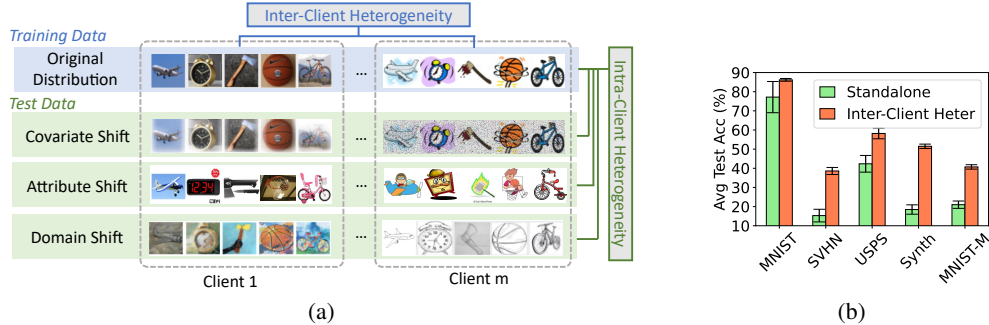 Inter-Client Heterogeneity
Training Data
Original
Distribution
...
Test Data
Covariate Shift
...
Attribute Shift
12:34
...
Domain Shift
...
Client 1
Client m
Intra-Client Heterogeneity
(a)
Avg Test Acc (%)
90
80
70
60
50
40
30
20
10
Standalone
Inter-Client Heter
MNIST
SVHN
USPS
Synth
MNIST-M
(b)